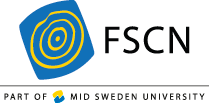 FSCN
PART OF MID SWEDEN UNIVERSITY